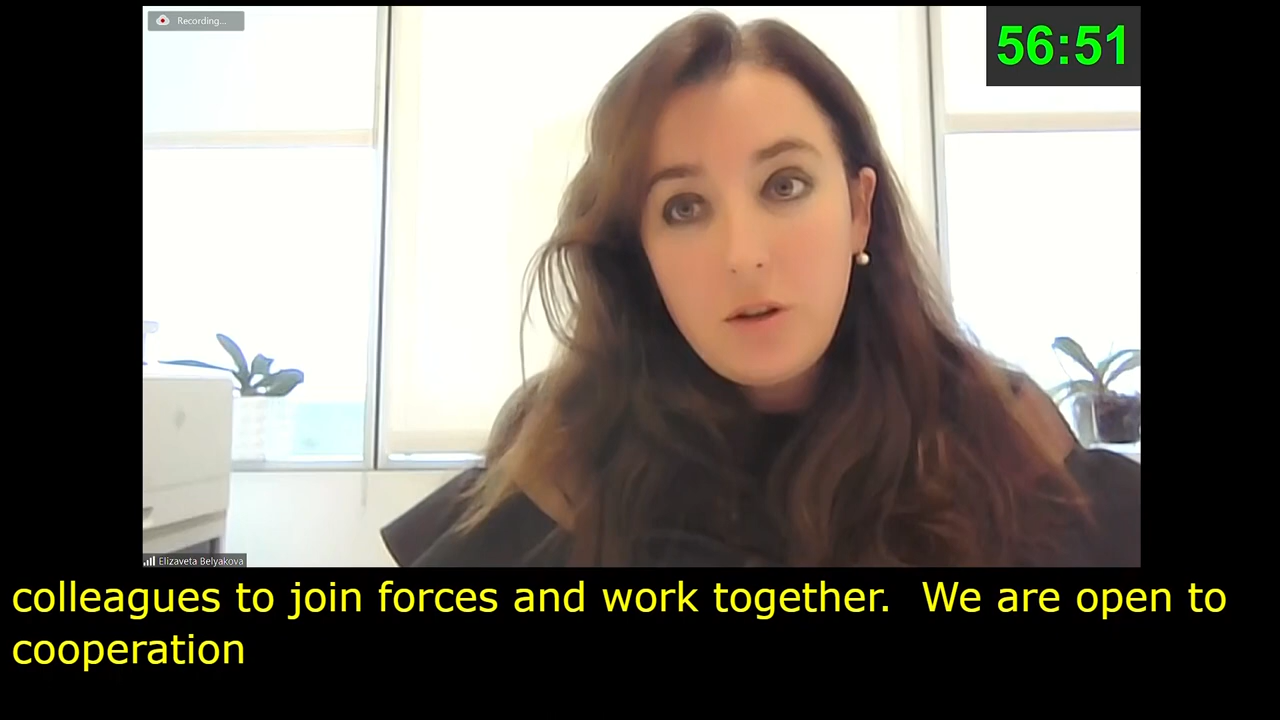 Recording...
56:51
Elizaveta Belyakova
colleagues to join forces and work together.  We are open to
cooperation